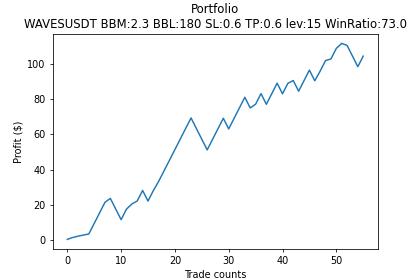 Portfolio
WAVESUSDT BBM:2.3 BBL:180 SL:0.6 TP:0.6 lev:15 WinRatio:73.0
Profit ($)
100
80
60
40
20
0
0 10 20 30 40 50
Trade counts